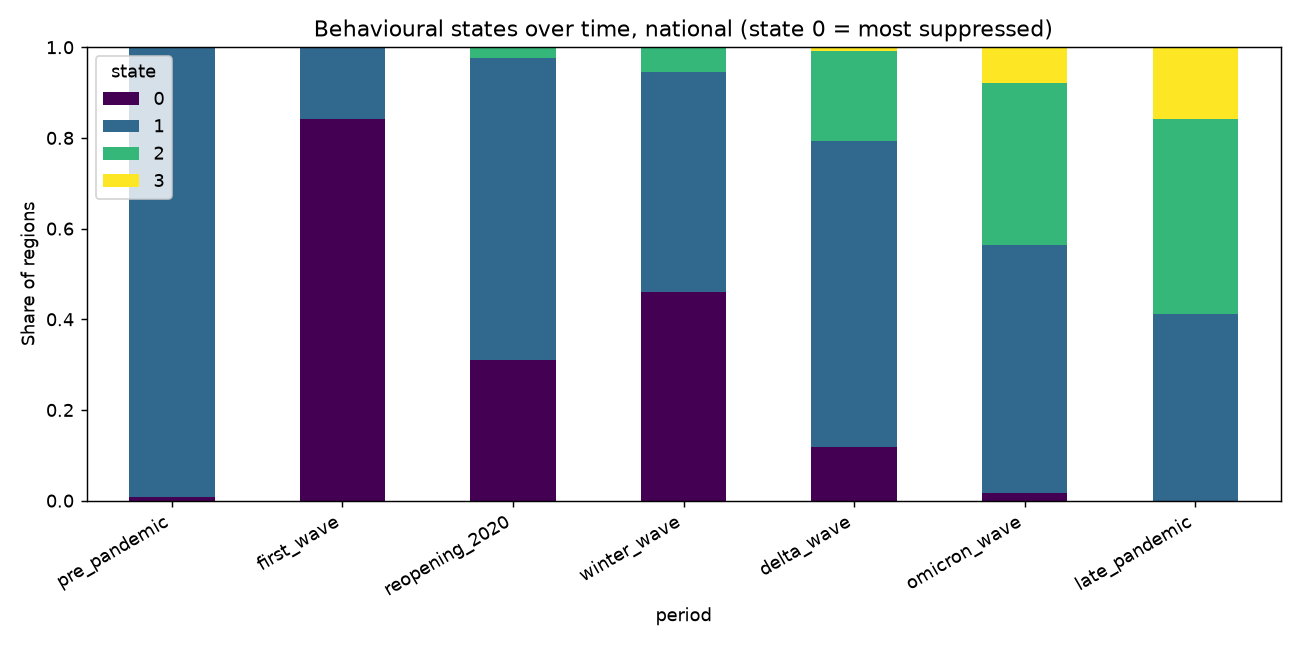 Behavioural states over time, national (state 0 = most suppressed)
Share of regions
1.0
0.8
0.6
0.4
0.2
0.0
state
0
1
2
3
pre_pandemic
first_wave
reopening_2020
winter_wave
delta_wave
omicron_wave
late_pandemic
period